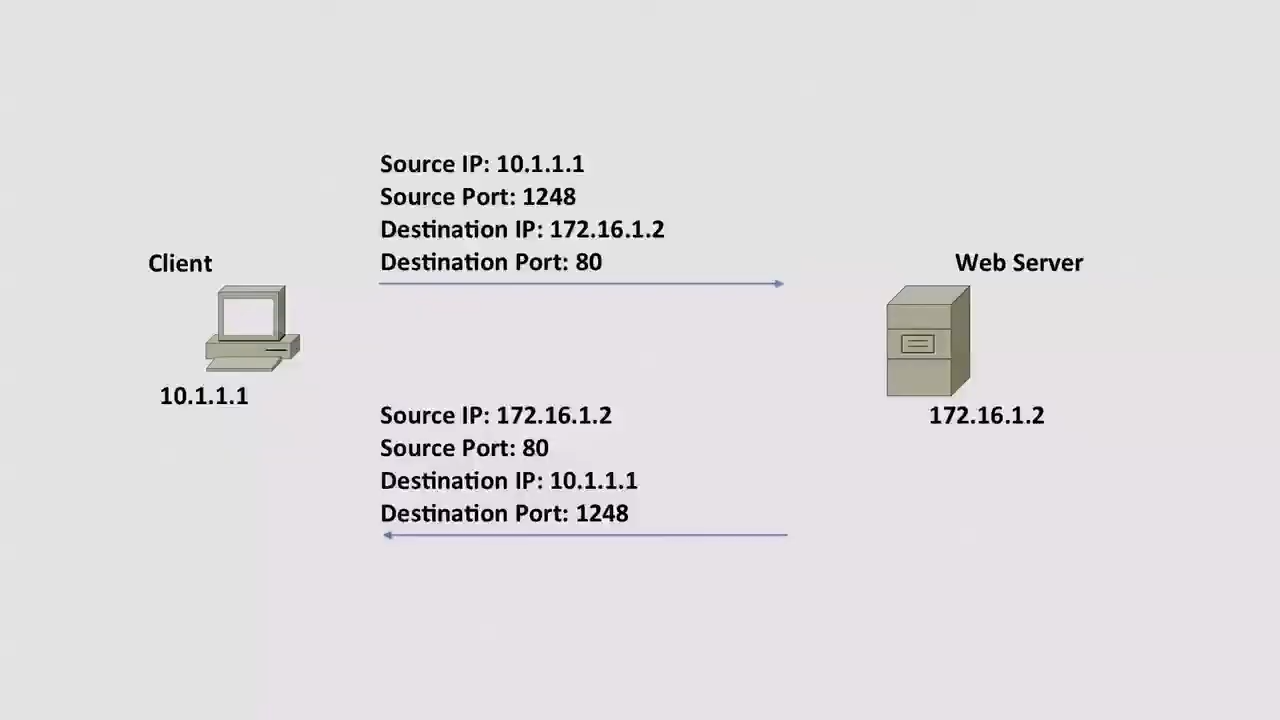 Source IP: 10.1.1.1
Source Port: 1248
Destination IP: 172.16.1.2
Destination Port: 80
Client
Web Server
10.1.1.1
172.16.1.2
Source IP: 172.16.1.2
Source Port: 80
Destination IP: 10.1.1.1
Destination Port: 1248